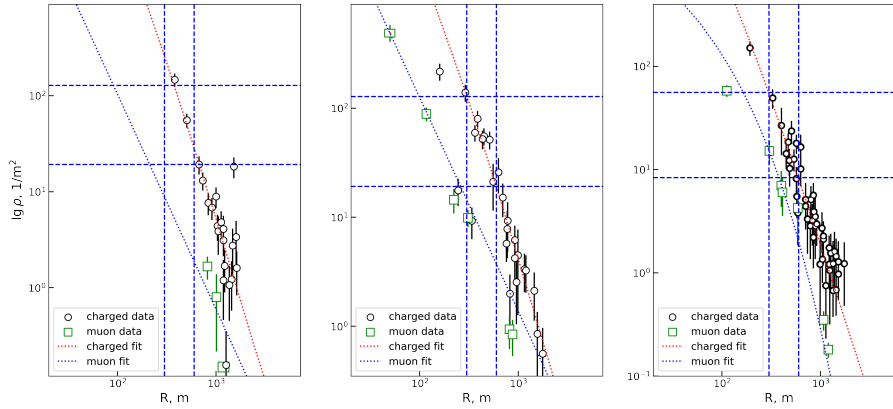 lg ρ, 1/m²
10²
10¹
10⁰
charged data
muon data
charged fit
muon fit
10²
10³
R, m
10²
10¹
10⁰
charged data
muon data
charged fit
muon fit
10²
10³
R, m
10²
10¹
10⁰
10⁻¹
charged data
muon data
charged fit
muon fit
10²
10³
R, m